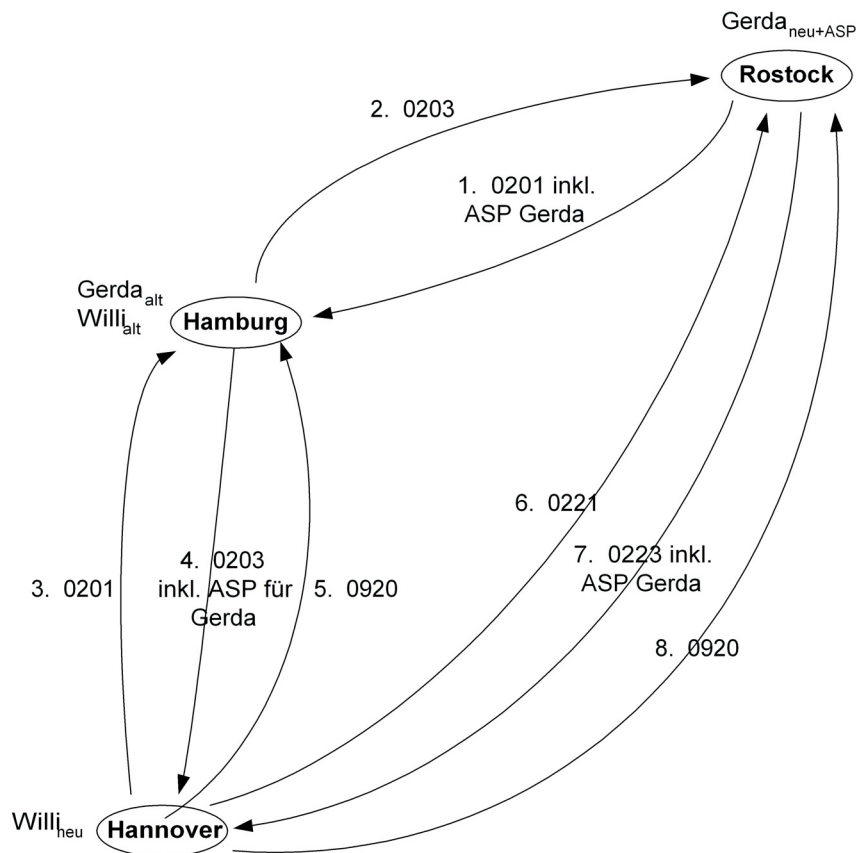 Gerda neu+ASP
Rostock
2. 0203
1. 0201 inkl.
ASP Gerda
Gerda alt
Willi alt
Hamburg
6. 0221
3. 0201
4. 0203
inkl. ASP für
Gerda
5. 0920
7. 0223 inkl.
ASP Gerda
8. 0920
Willi neu
Hannover